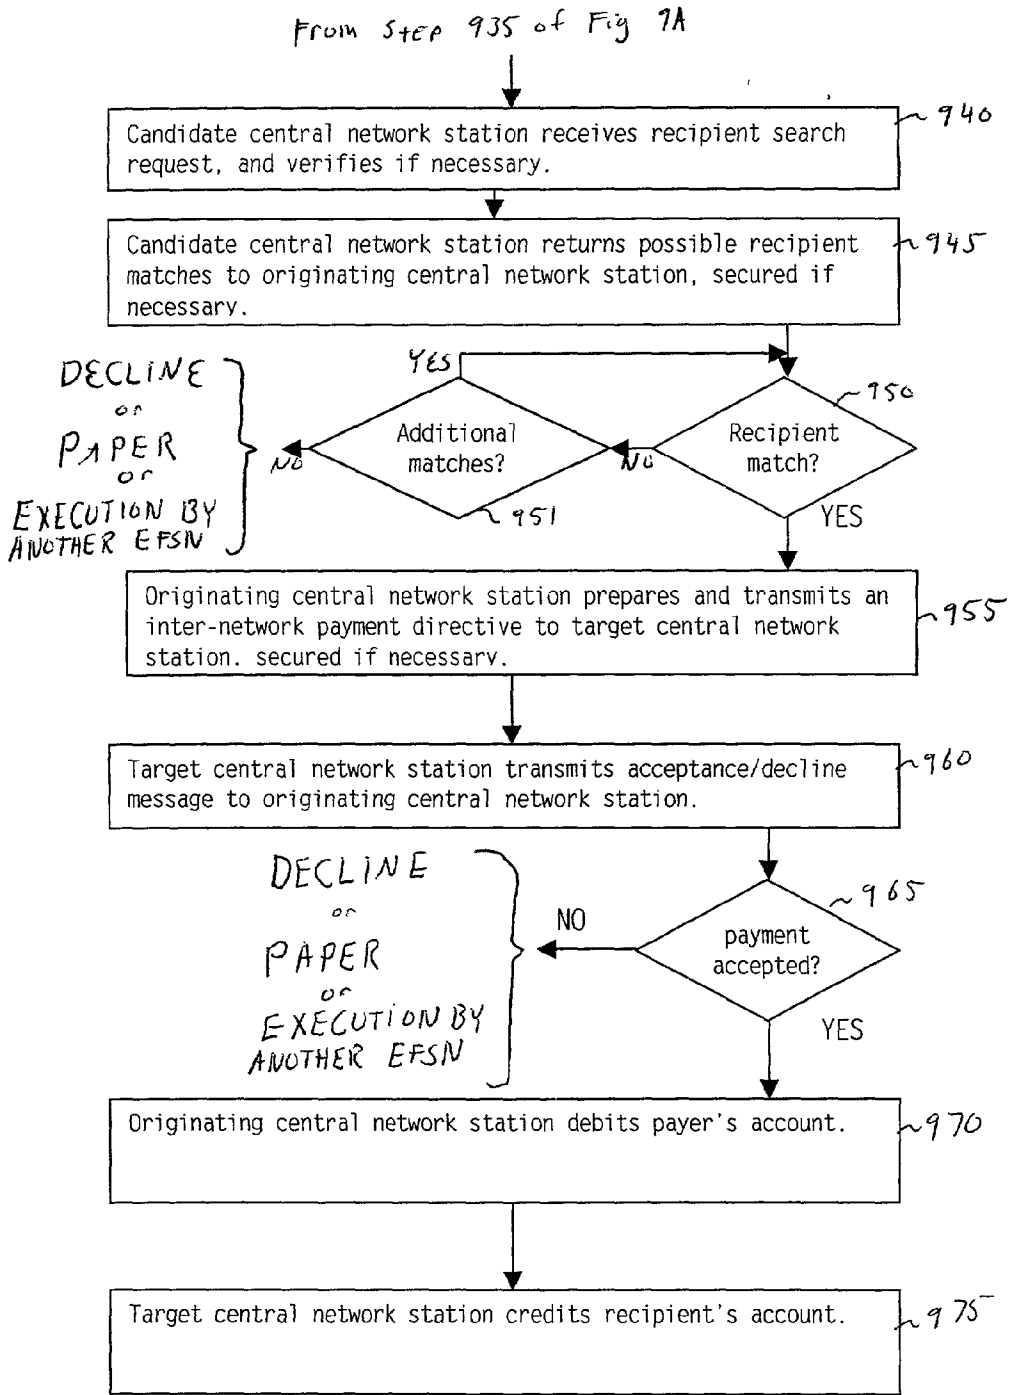 From Step 935 of Fig 9A
940
Candidate central network station receives recipient search
request, and verifies if necessary.
945
Candidate central network station returns possible recipient
matches to originating central network station, secured if
necessary.
YES
950
DECLINE
or
PAPER
or
EXECUTION BY
ANOTHER EFSN
NO
Additional
matches?
NO
Recipient
match?
951
YES
955
Originating central network station prepares and transmits an
inter-network payment directive to target central network
station. secured if necessary.
960
Target central network station transmits acceptance/decline
message to originating central network station.
965
DECLINE
or
PAPER
or
EXECUTION BY
ANOTHER EFSN
NO
payment
accepted?
YES
970
Originating central network station debits payer's account.
975
Target central network station credits recipient's account.